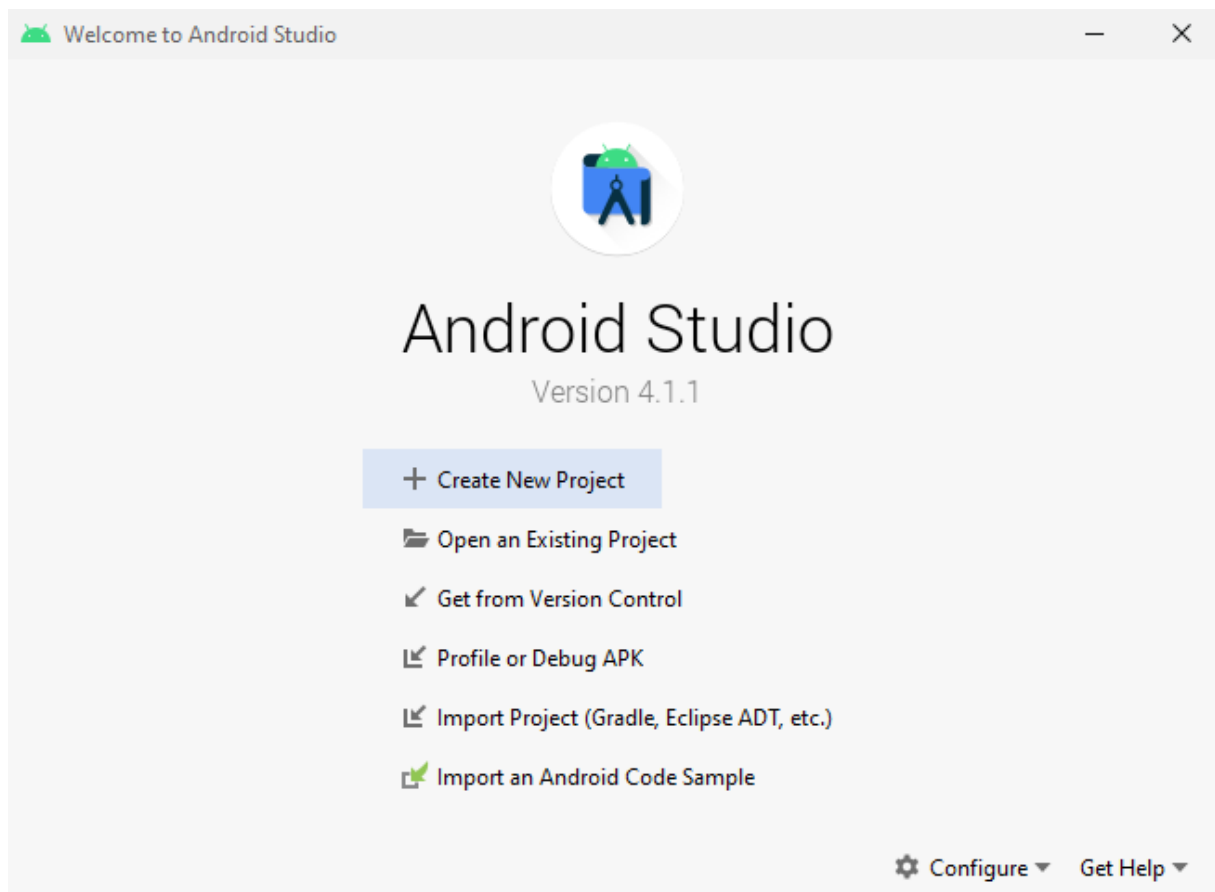 Welcome to Android Studio
Android Studio
Version 4.1.1
Create New Project
Open an Existing Project
Get from Version Control
Profile or Debug APK
Import Project (Gradle, Eclipse ADT, etc.)
Import an Android Code Sample
Configure Get Help